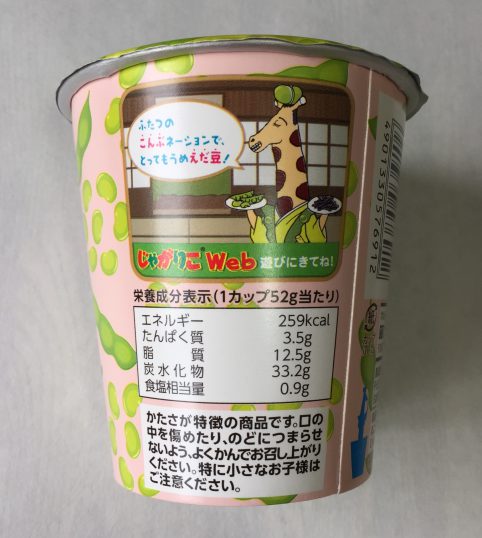 ふたつの
こんぶネーションで、
とってもうめえだ豆！
じゃがりこ® Web 遊びにきてね！
栄養成分表示(1カップ52g当たり)
エネルギー 259kcal
たんぱく質 3.5g
脂 質 12.5g
炭水化物 33.2g
食塩相当量 0.9g
かたさが特徴の商品です。口の
中を傷めたり、のどにつまらせ
ないよう、よくかんでお召し上がり
ください。特に小さなお子様は
ご注意ください。
4901330576912